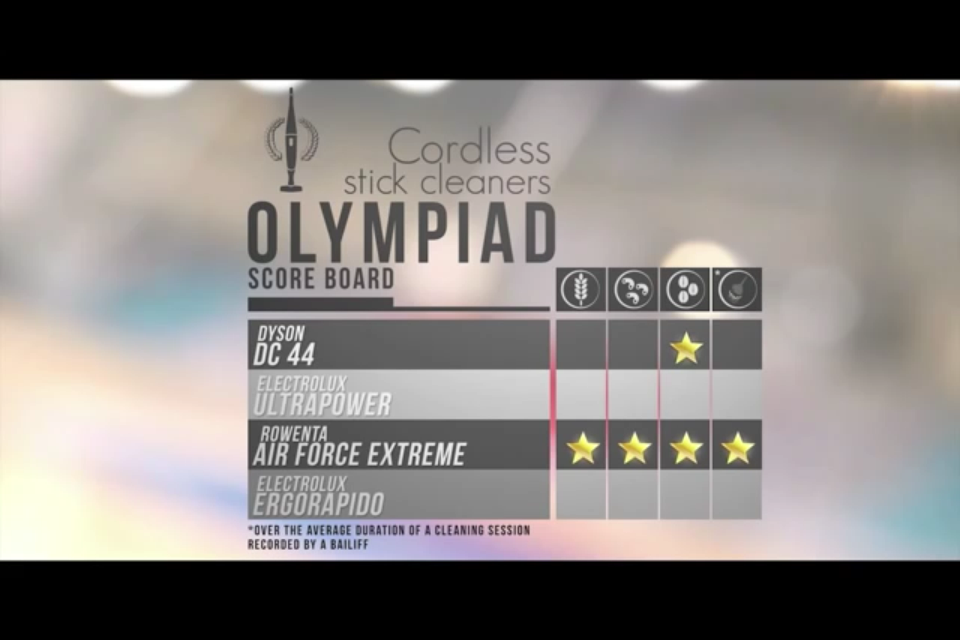 Cordless
stick cleaners
OLYMPIAD
SCORE BOARD
*
DYSON
DC 44
ELECTROLUX
ULTRAPOWER
ROWENTA
AIR FORCE EXTREME
ELECTROLUX
ERGORAPIDO
*OVER THE AVERAGE DURATION OF A CLEANING SESSION
RECORDED BY A BAILIFF